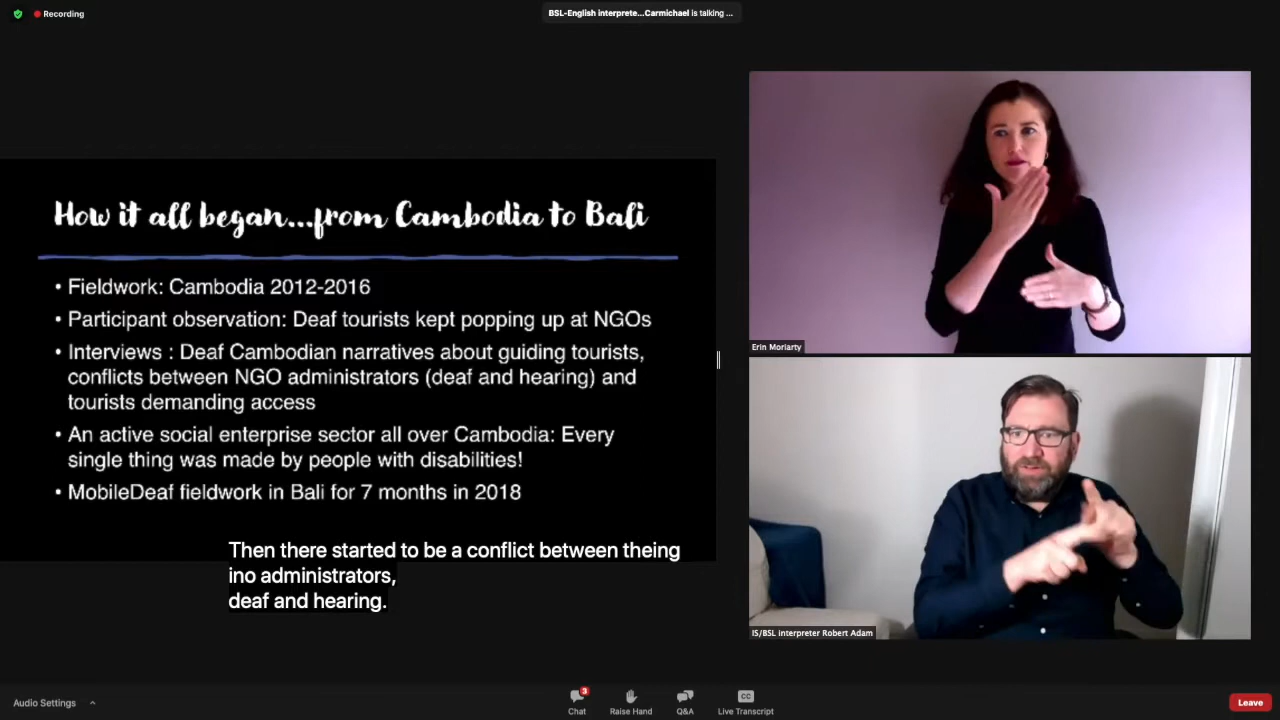 Recording
BSL-English interprete...Carmichael is talking ...
How it all began...from Cambodia to Bali
• Fieldwork: Cambodia 2012-2016
• Participant observation: Deaf tourists kept popping up at NGOs
• Interviews : Deaf Cambodian narratives about guiding tourists,
conflicts between NGO administrators (deaf and hearing) and
tourists demanding access
• An active social enterprise sector all over Cambodia: Every
single thing was made by people with disabilities!
• MobileDeaf fieldwork in Bali for 7 months in 2018
Then there started to be a conflict between theing
ino administrators,
deaf and hearing.
Erin Moriarty
IS/BSL interpreter Robert Adam
Audio Settings
3
Chat
Raise Hand
Q&A
CC
Live Transcript
Leave